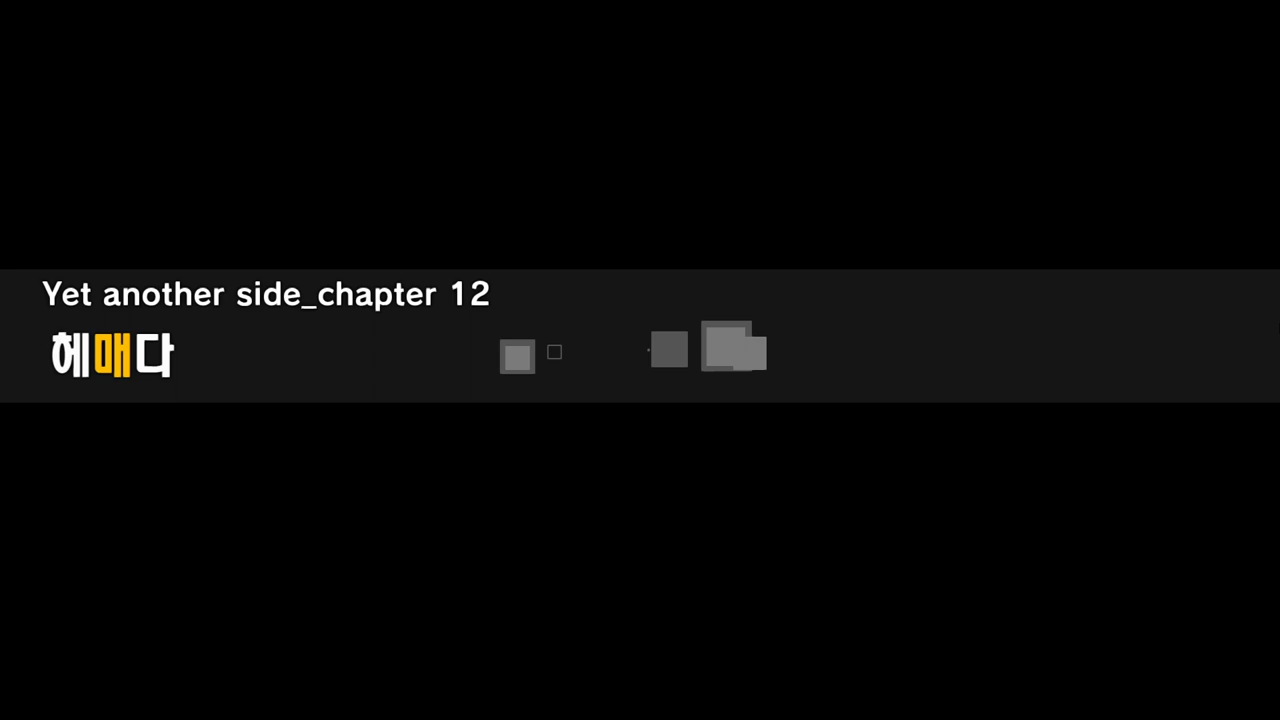 Yet another side_chapter 12
헤매다